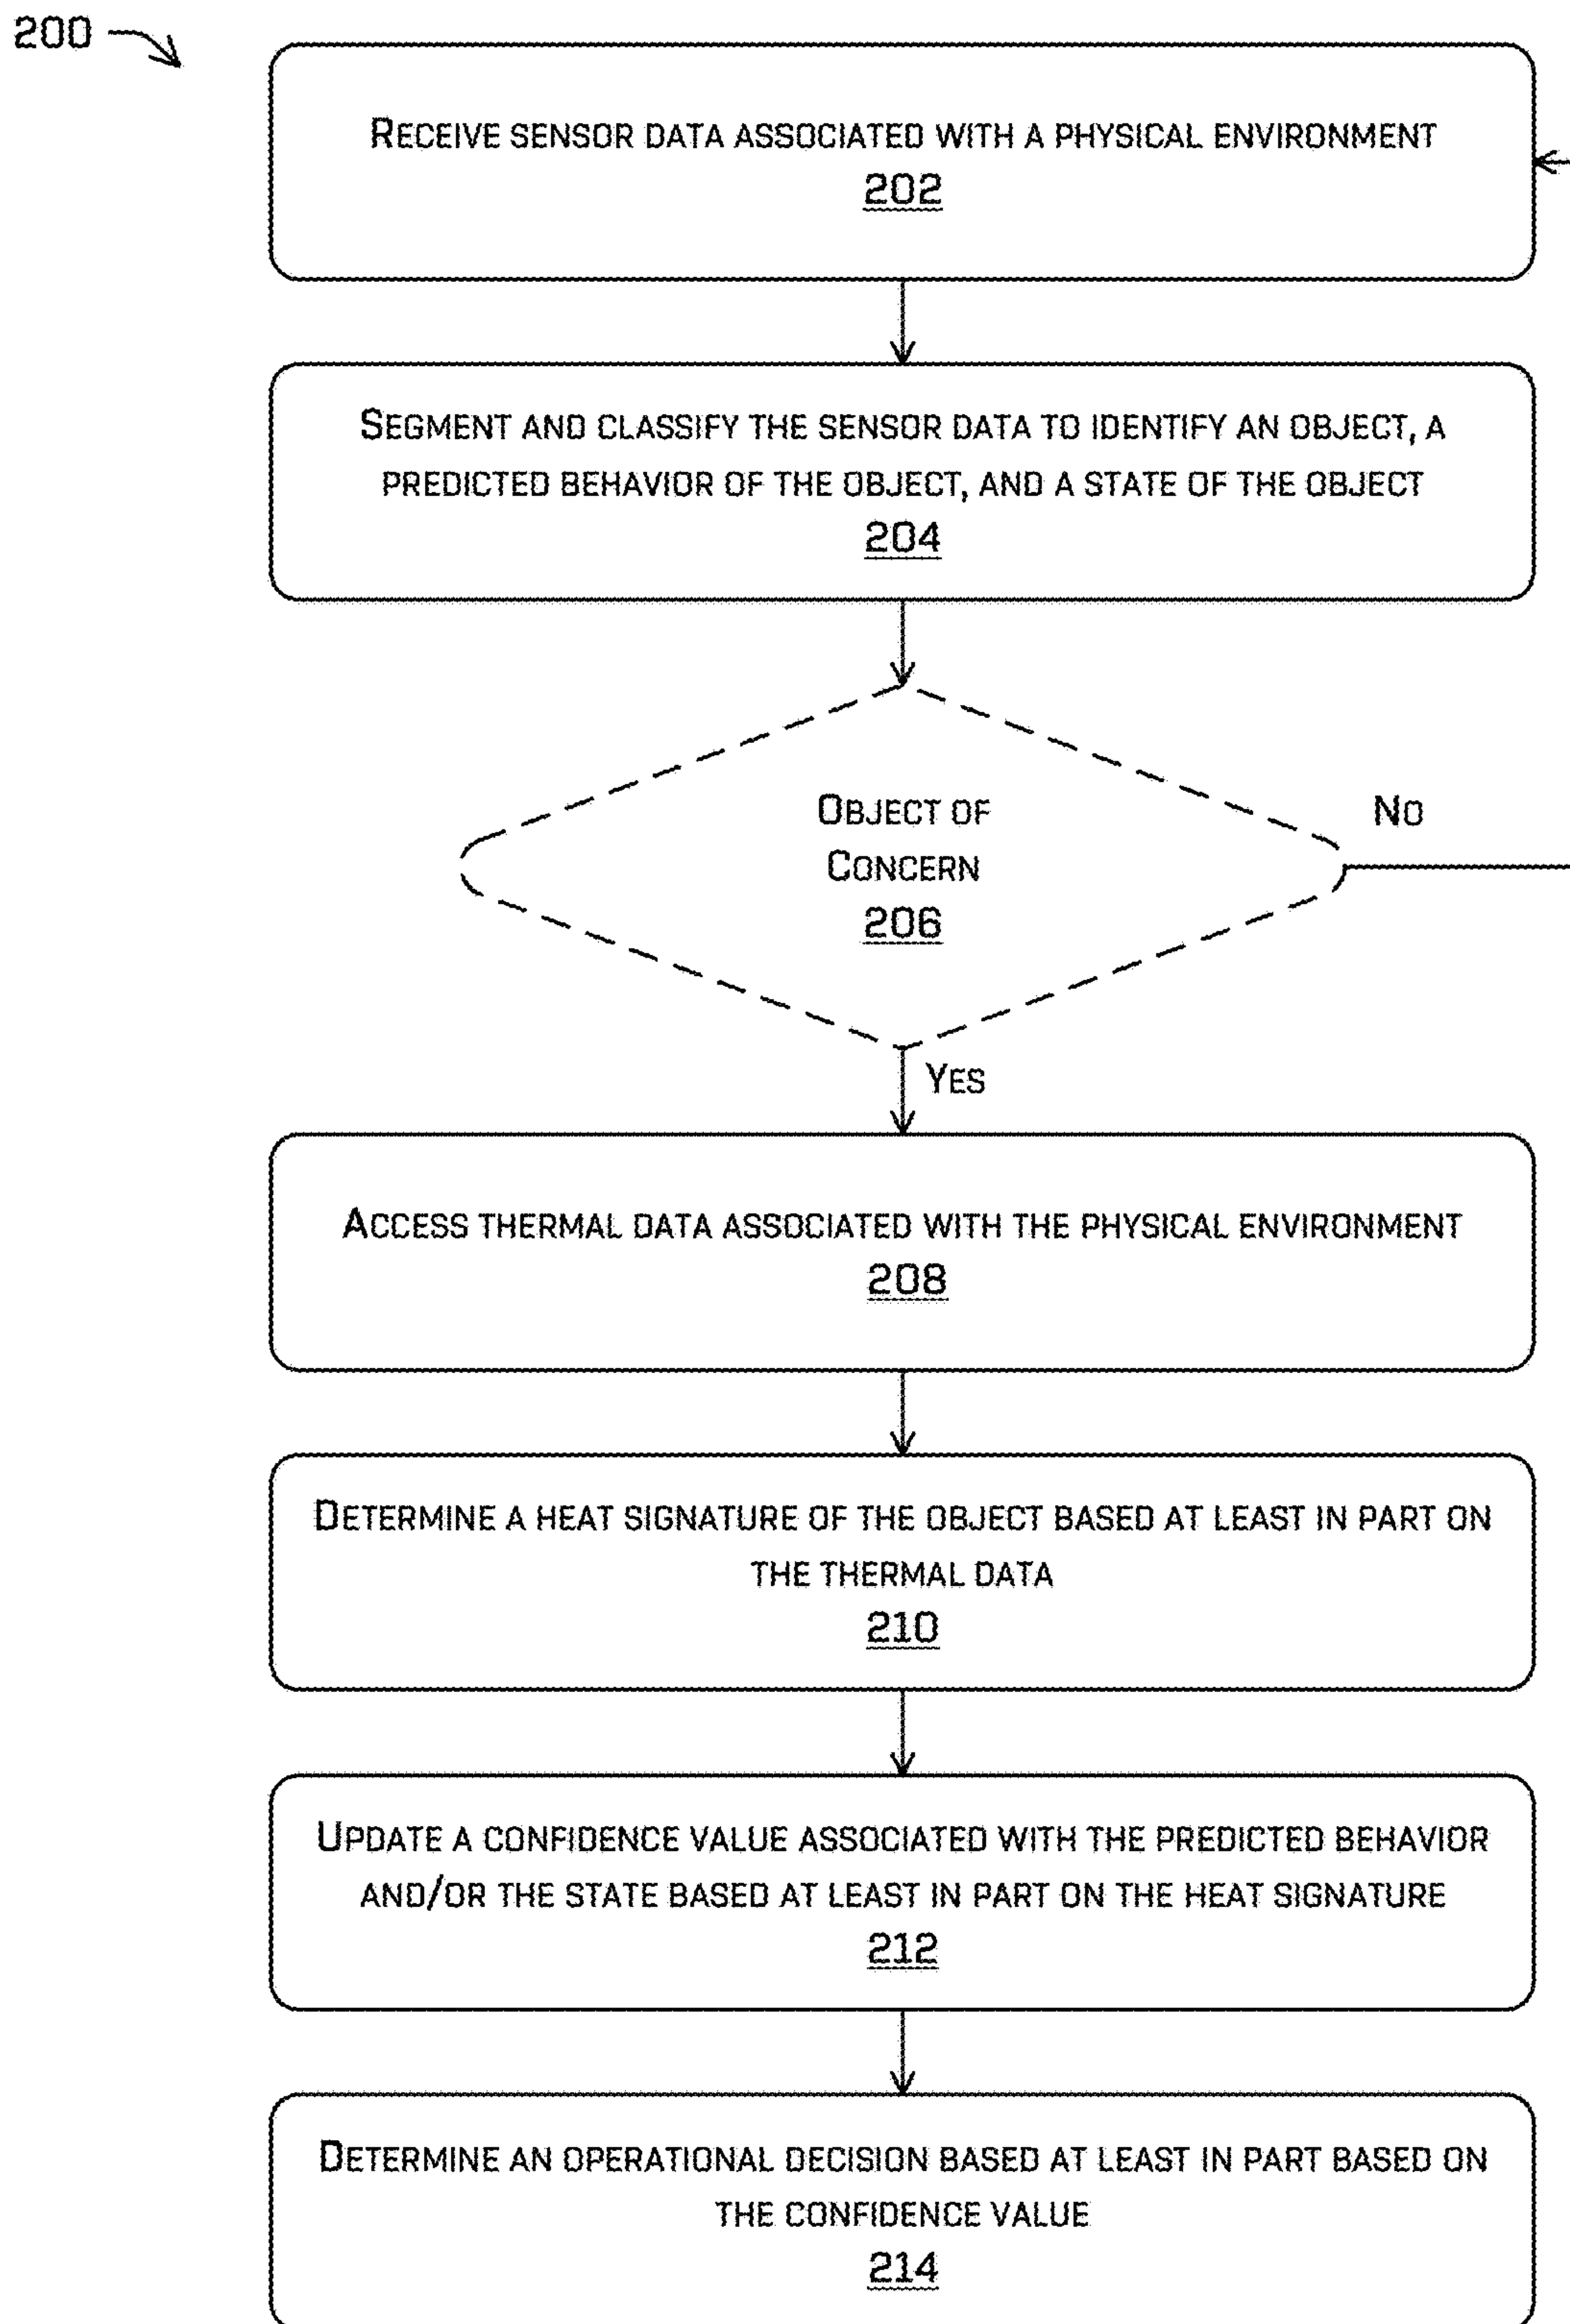 200
RECEIVE SENSOR DATA ASSOCIATED WITH A PHYSICAL ENVIRONMENT
202
SEGMENT AND CLASSIFY THE SENSOR DATA TO IDENTIFY AN OBJECT, A
PREDICTED BEHAVIOR OF THE OBJECT, AND A STATE OF THE OBJECT
204
OBJECT OF
CONCERN
206
NO
YES
ACCESS THERMAL DATA ASSOCIATED WITH THE PHYSICAL ENVIRONMENT
208
DETERMINE A HEAT SIGNATURE OF THE OBJECT BASED AT LEAST IN PART ON
THE THERMAL DATA
210
UPDATE A CONFIDENCE VALUE ASSOCIATED WITH THE PREDICTED BEHAVIOR
AND/OR THE STATE BASED AT LEAST IN PART ON THE HEAT SIGNATURE
212
DETERMINE AN OPERATIONAL DECISION BASED AT LEAST IN PART BASED ON
THE CONFIDENCE VALUE
214